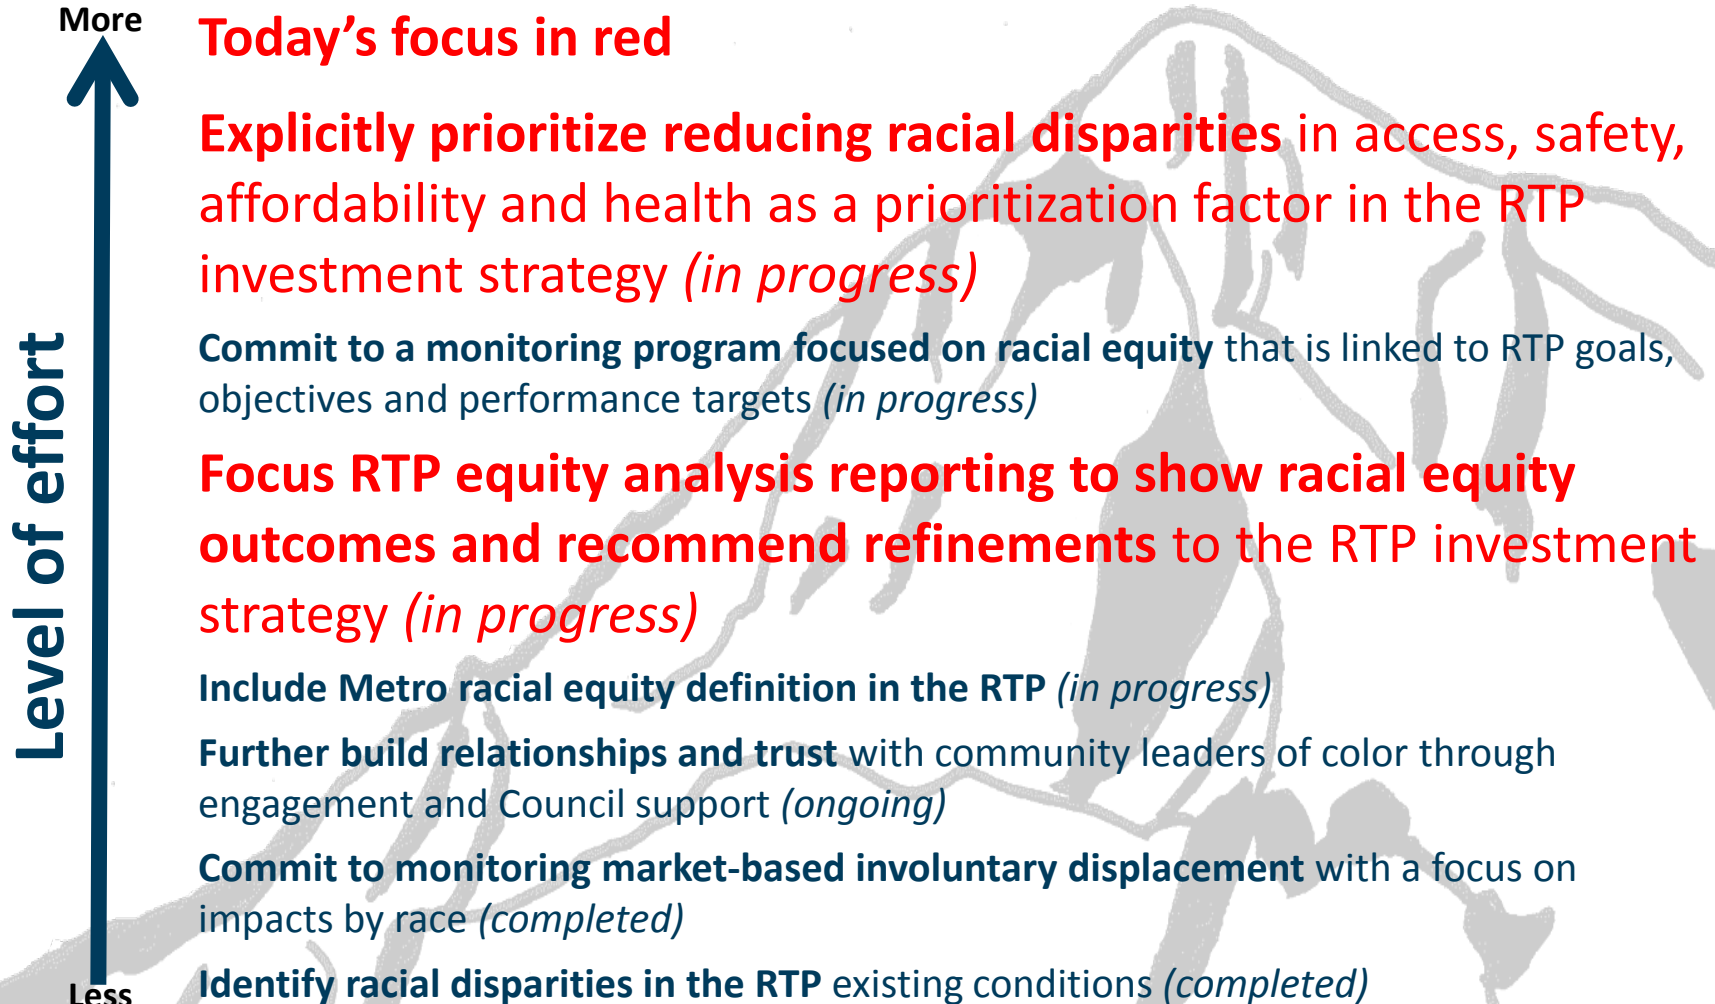 More
Today’s focus in red
Explicitly prioritize reducing racial disparities in access, safety,
affordability and health as a prioritization factor in the RTP
investment strategy (in progress)
Commit to a monitoring program focused on racial equity that is linked to RTP goals,
objectives and performance targets (in progress)
Focus RTP equity analysis reporting to show racial equity
outcomes and recommend refinements to the RTP investment
strategy (in progress)
Include Metro racial equity definition in the RTP (in progress)
Further build relationships and trust with community leaders of color through
engagement and Council support (ongoing)
Commit to monitoring market-based involuntary displacement with a focus on
impacts by race (completed)
Identify racial disparities in the RTP existing conditions (completed)
Less
Level of effort